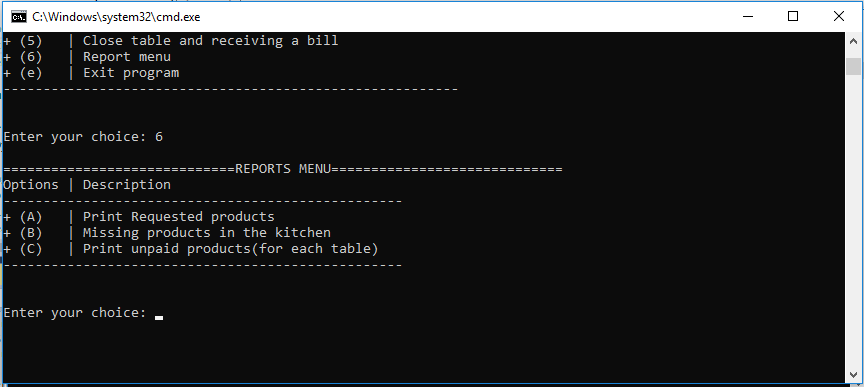 C:\Windows\system32\cmd.exe
+ (5)   | Close table and receiving a bill
+ (6)   | Report menu
+ (e)   | Exit program
---------------------------------------------------------
Enter your choice: 6
=============================REPORTS MENU=============================
Options | Description
--------------------------------------------------
+ (A)   | Print Requested products
+ (B)   | Missing products in the kitchen
+ (C)   | Print unpaid products(for each table)
--------------------------------------------------
Enter your choice: _